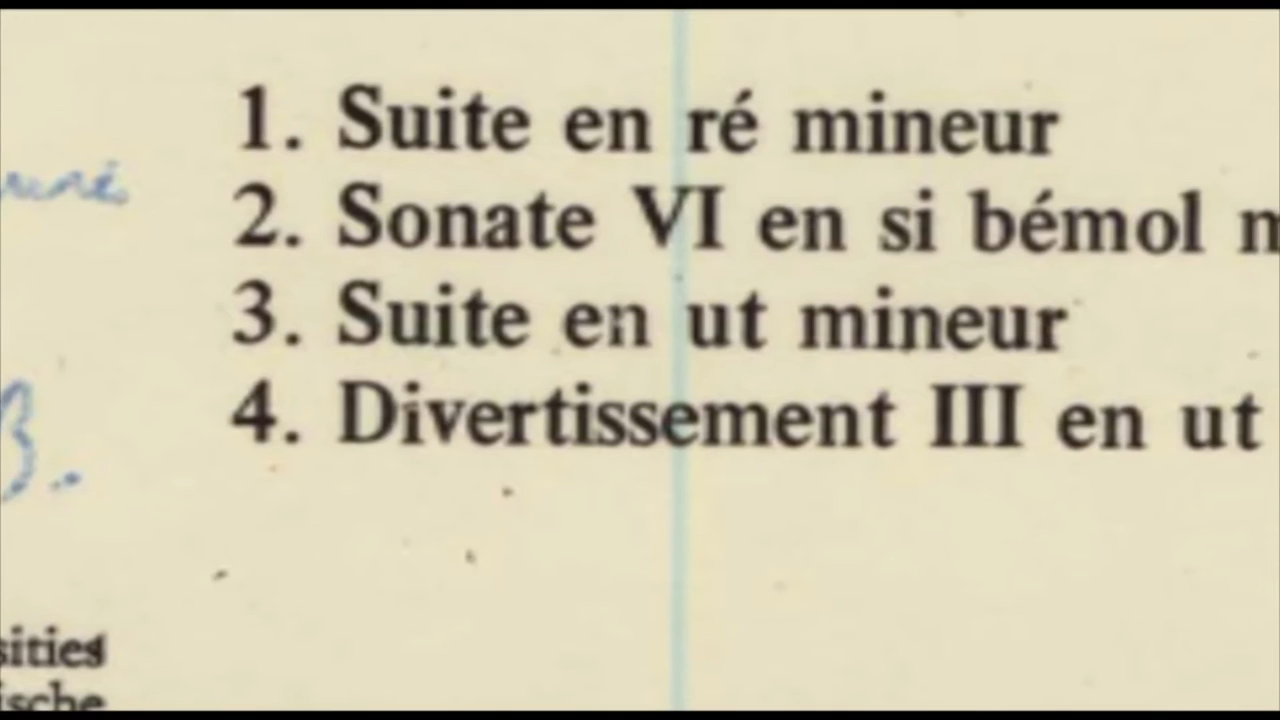 1. Suite en ré mineur
2. Sonate VI en si bémol m
3. Suite en ut mineur
4. Divertissement III en ut
B.
sities
ische